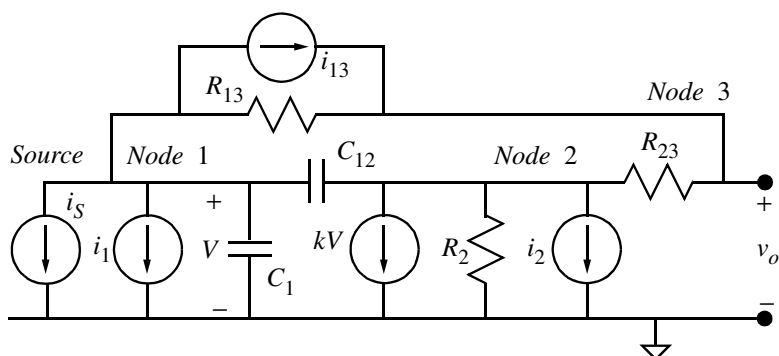 i13
R13
Node 3
Source
Node 1
C12
Node 2
R23
iS
+
+
i1
V
C1
kV
R2
i2
vo
−
−